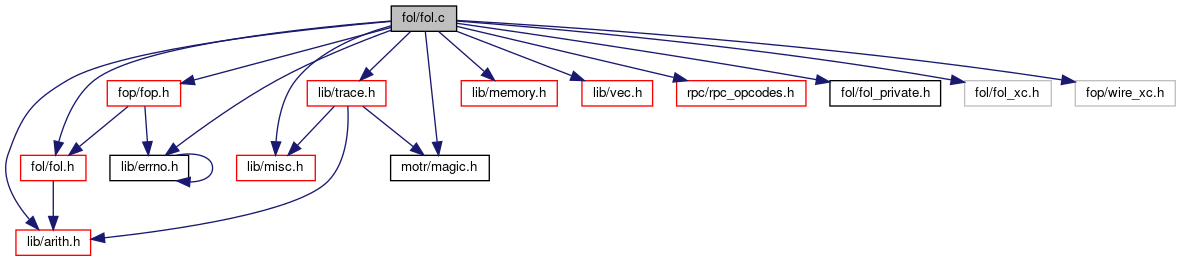 fol/fol.c
fop/fop.h
lib/trace.h
lib/memory.h
lib/vec.h
rpc/rpc_opcodes.h
fol/fol_private.h
fol/fol_xc.h
fop/wire_xc.h
fol/fol.h
lib/errno.h
lib/misc.h
motr/magic.h
lib/arith.h